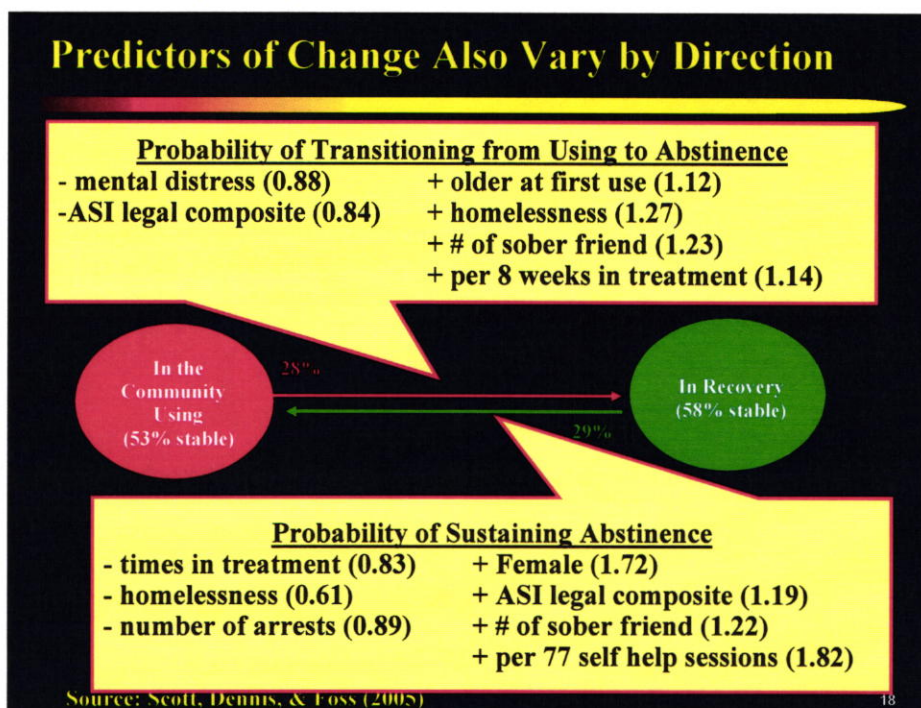 Predictors of Change Also Vary by Direction
Probability of Transitioning from Using to Abstinence
- mental distress (0.88)
-ASI legal composite (0.84)
+ older at first use (1.12)
+ homelessness (1.27)
+ # of sober friend (1.23)
+ per 8 weeks in treatment (1.14)
In the
Community
Using
(53% stable)
28%
29%
In Recovery
(58% stable)
Probability of Sustaining Abstinence
- times in treatment (0.83)
- homelessness (0.61)
- number of arrests (0.89)
+ Female (1.72)
+ ASI legal composite (1.19)
+ # of sober friend (1.22)
+ per 77 self help sessions (1.82)
Source: Scott, Dennis, & Foss (2005)
18